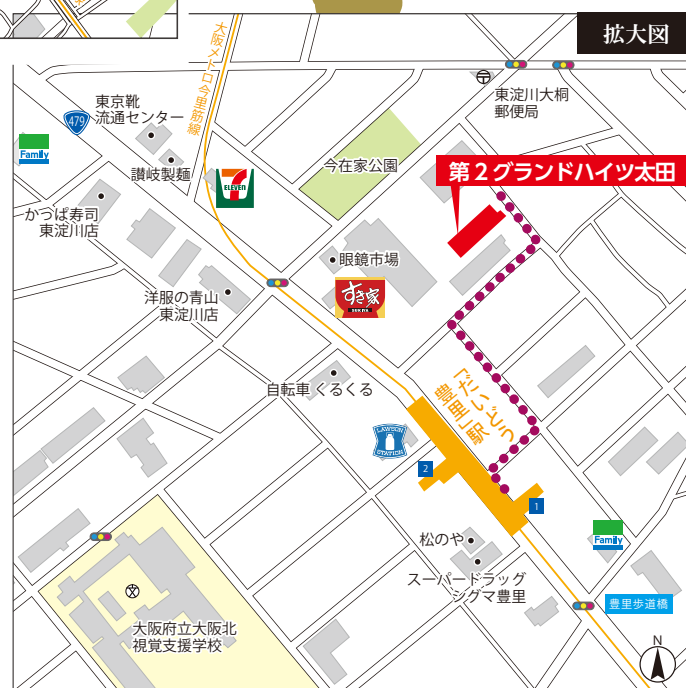 拡大図
大阪メトロ今里筋線
東淀川大桐
郵便局
479
東京靴
流通センター
Family
讃岐製麺
今在家公園
第2グランドハイツ太田
7
ELEVEN
かつぱ寿司
東淀川店
眼鏡市場
すき家
SUKIYA
洋服の青山
東淀川店
自転車 くるくる
「だいどう
豊里」駅
LAWSON
STATION
2
1
松のや
Family
スーパードラッグ
シグマ豊里
豊里歩道橋
文
大阪府立大阪北
視覚支援学校
N